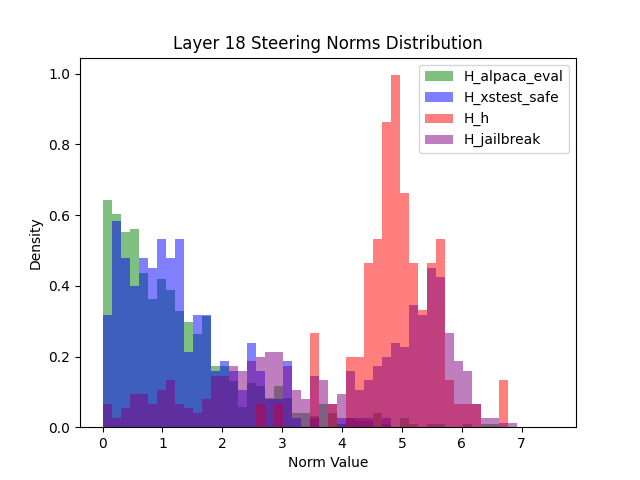 Layer 18 Steering Norms Distribution
H_alpaca_eval
H_xstest_safe
H_h
H_jailbreak
Density
1.0
0.8
0.6
0.4
0.2
0.0
0 1 2 3 4 5 6 7
Norm Value